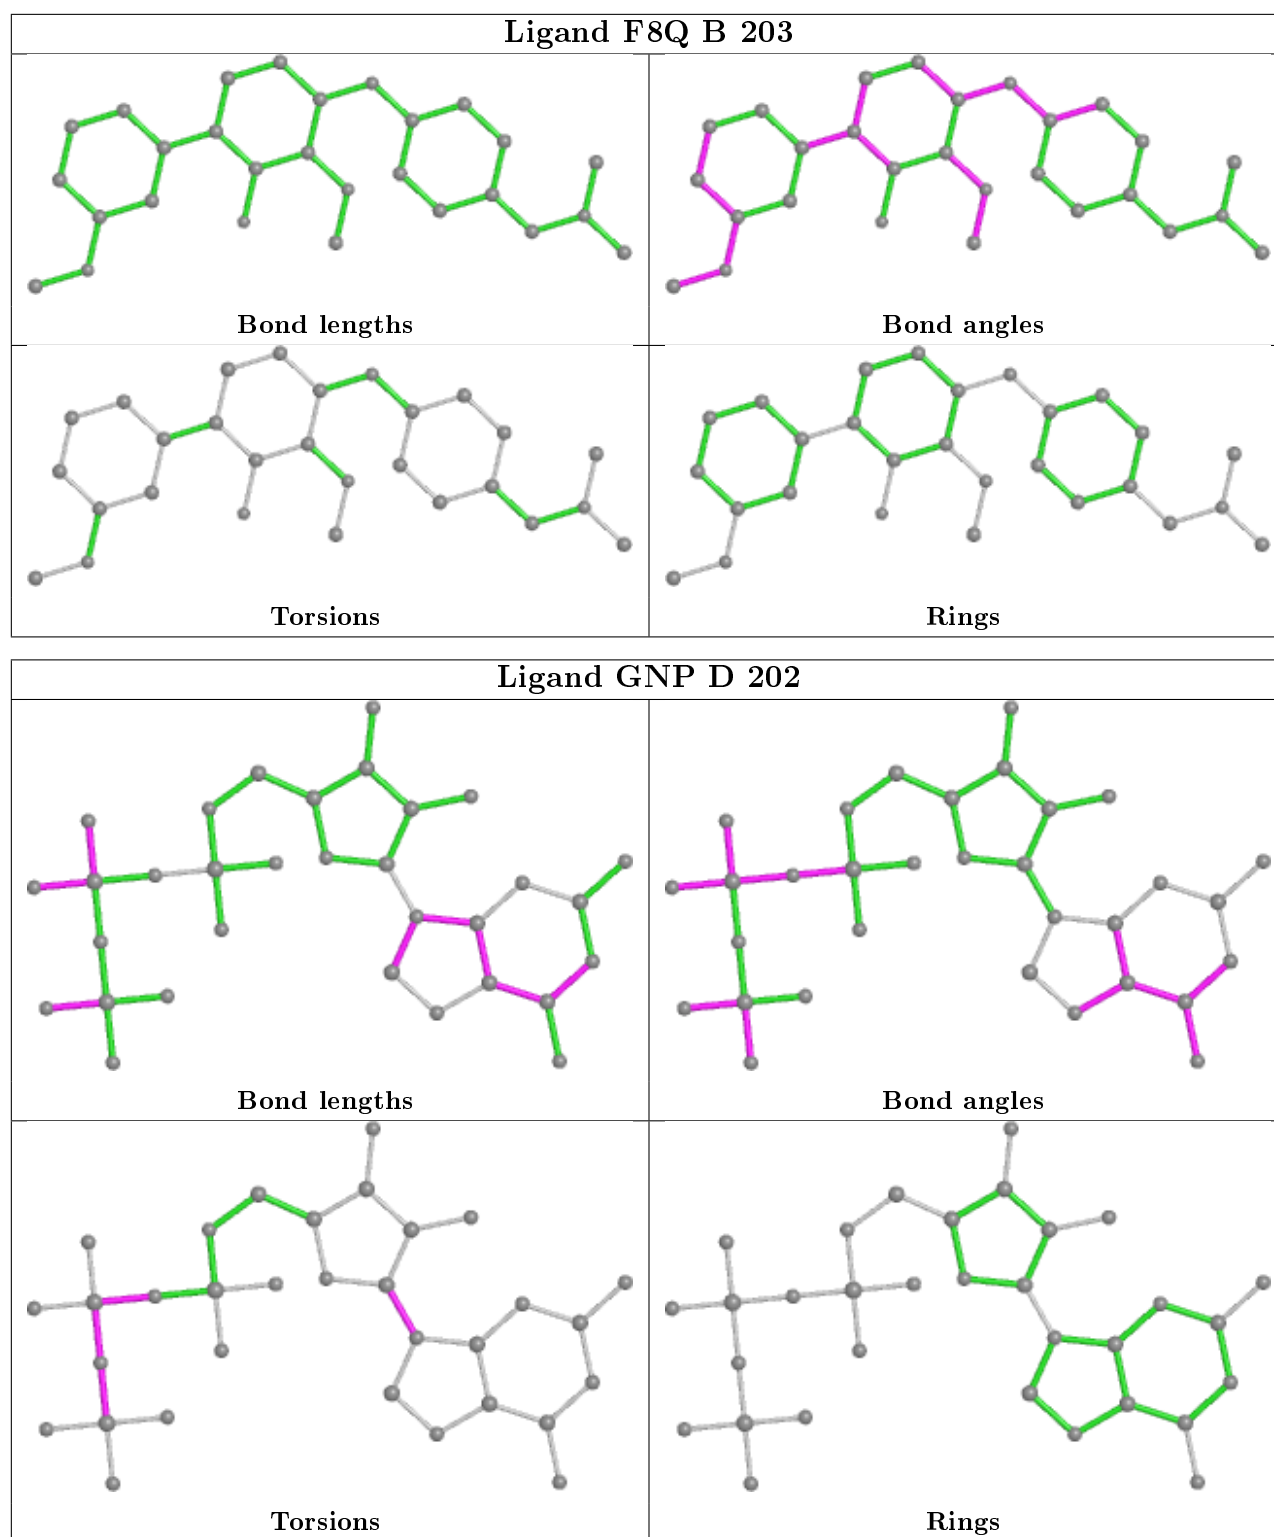 Ligand F8Q B 203
Bond lengths
Bond angles
Torsions
Rings
Ligand GNP D 202
Bond lengths
Bond angles
Torsions
Rings